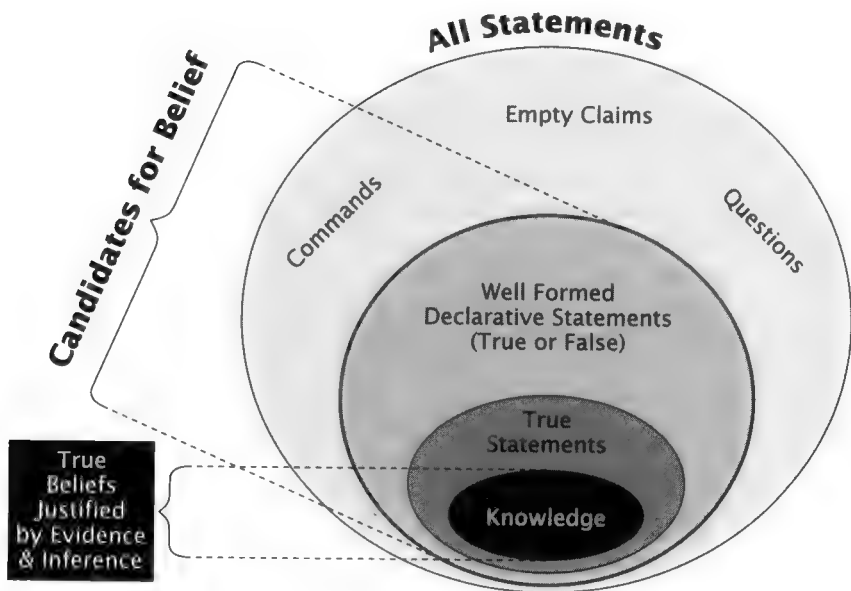 All Statements
Candidates for Belief
Empty Claims
Commands
Questions
Well Formed
Declarative Statements
(True or False)
True
Statements
Knowledge
True
Beliefs
Justified
by Evidence
& Inference